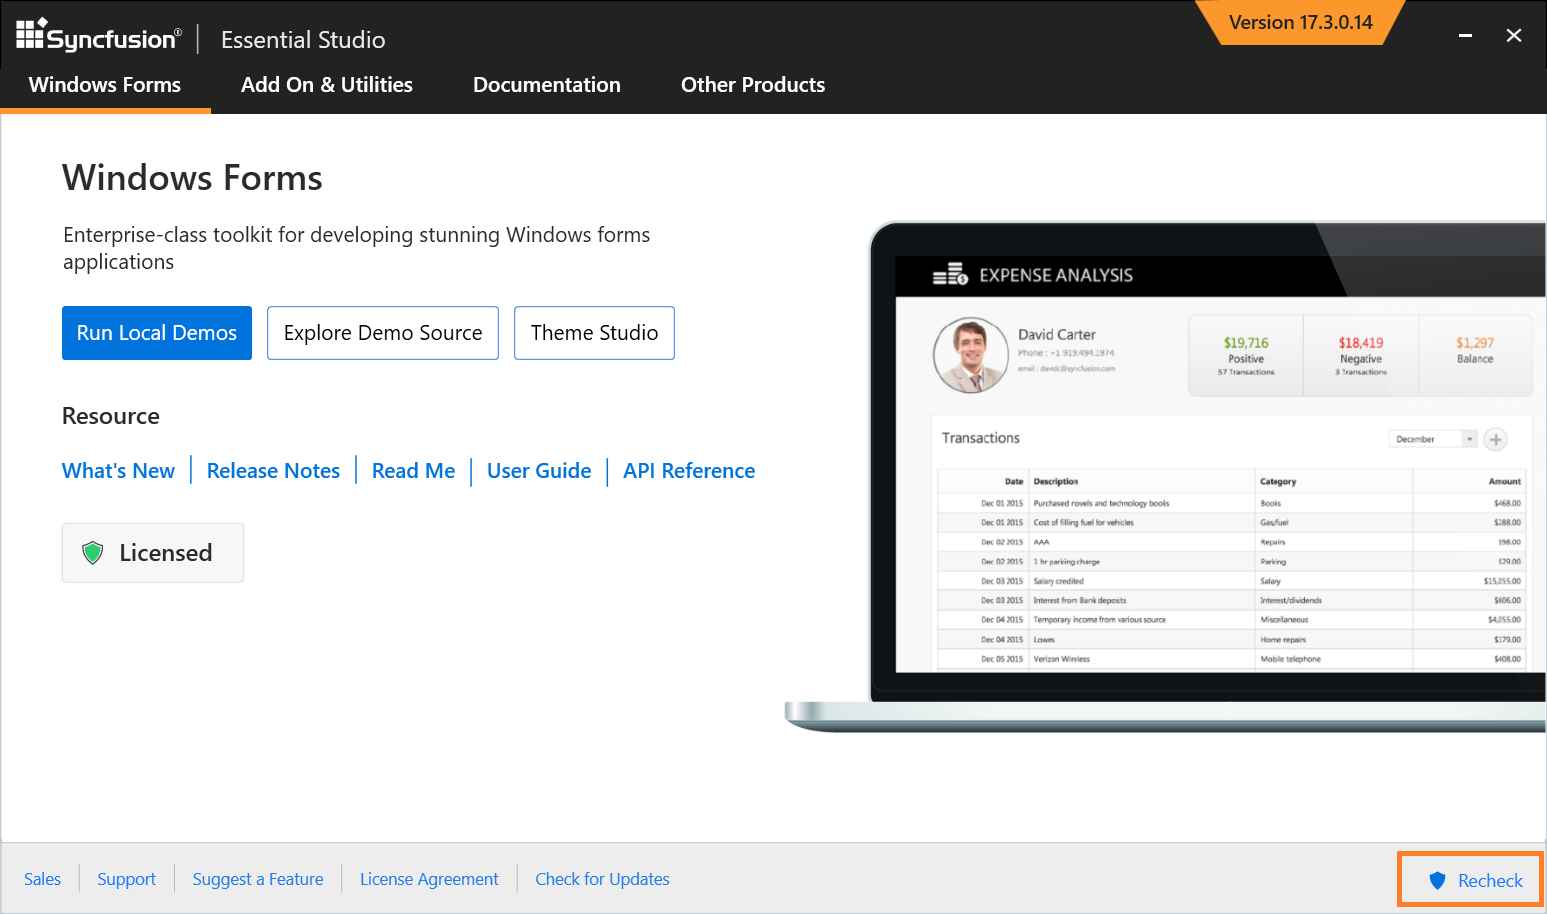 Syncfusion® | Essential Studio
Version 17.3.0.14
Windows Forms
Add On & Utilities
Documentation
Other Products
Windows Forms
Enterprise-class toolkit for developing stunning Windows forms
applications
Run Local Demos
Explore Demo Source
Theme Studio
Resource
What's New
Release Notes
Read Me
User Guide
API Reference
Licensed
EXPENSE ANALYSIS
David Carter
Phone : +1 919.494.1974
email : davidc@syncfusion.com
$19,716
Positive
57 Transactions
$18,419
Negative
3 Transactions
$1,297
Balance
Transactions
December
Date Description Category Amount
Dec 01 2015 Purchased novels and technology books Books $468.00
Dec 01 2015 Cost of filling fuel for vehicles Gas/fuel $288.00
Dec 02 2015 AAA Repairs $98.00
Dec 02 2015 1 hr parking charge Parking $29.00
Dec 03 2015 Salary credited Salary $15,055.00
Dec 03 2015 Interest from Bank deposits Interest/dividends $606.00
Dec 04 2015 Temporary income from various source Miscellaneous $4,055.00
Dec 04 2015 Lowes Home repairs $179.00
Dec 05 2015 Verizon Wireless Mobile telephone $408.00
Sales
Support
Suggest a Feature
License Agreement
Check for Updates
Recheck